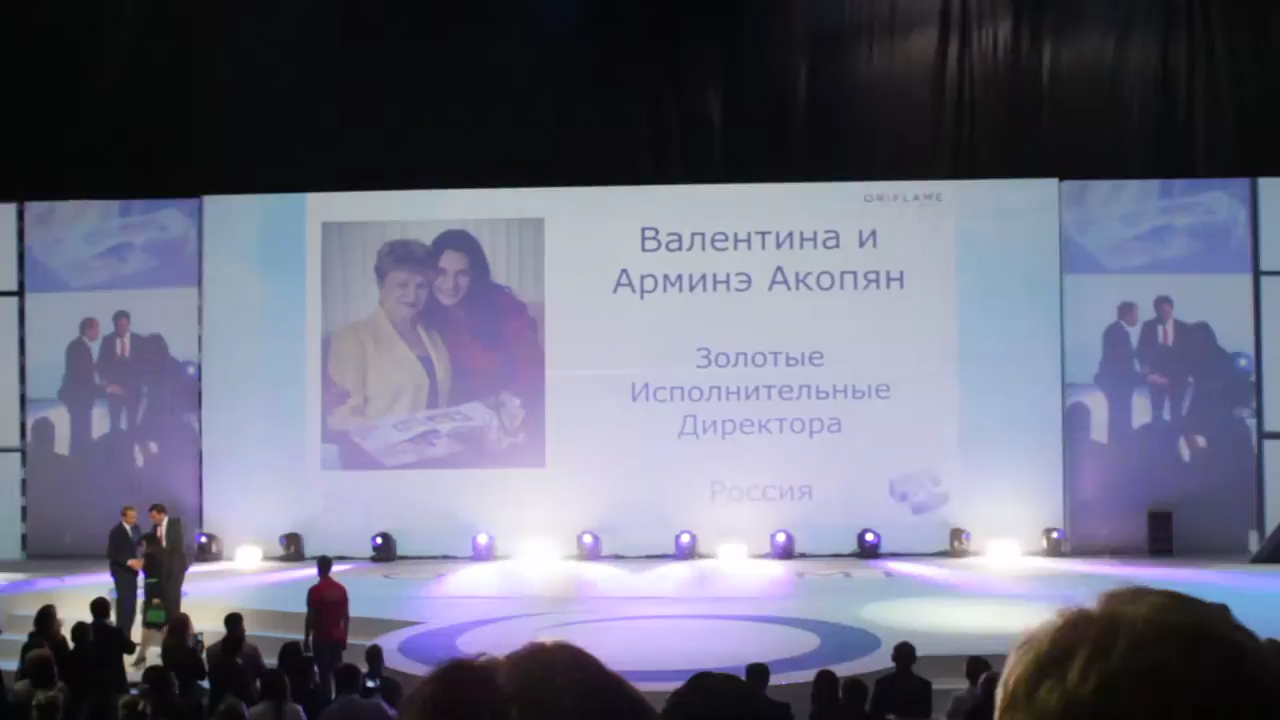 ORIFLAME
Валентина и
Арминэ Акопян
Золотые
Исполнительные
Директора
Россия